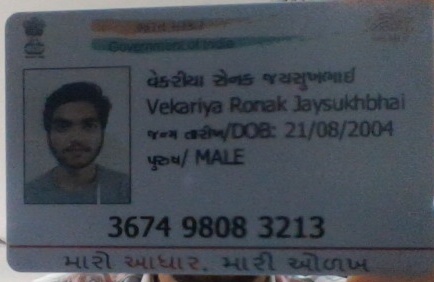 Government of India
વેકરીયા રોનક જયસુખભાઈ
Vekariya Ronak Jaysukhbhai
જન્મ તારીખ/DOB: 21/08/2004
પુરુષ/ MALE
3674 9808 3213
મારો આધાર, મારી ઓળખ